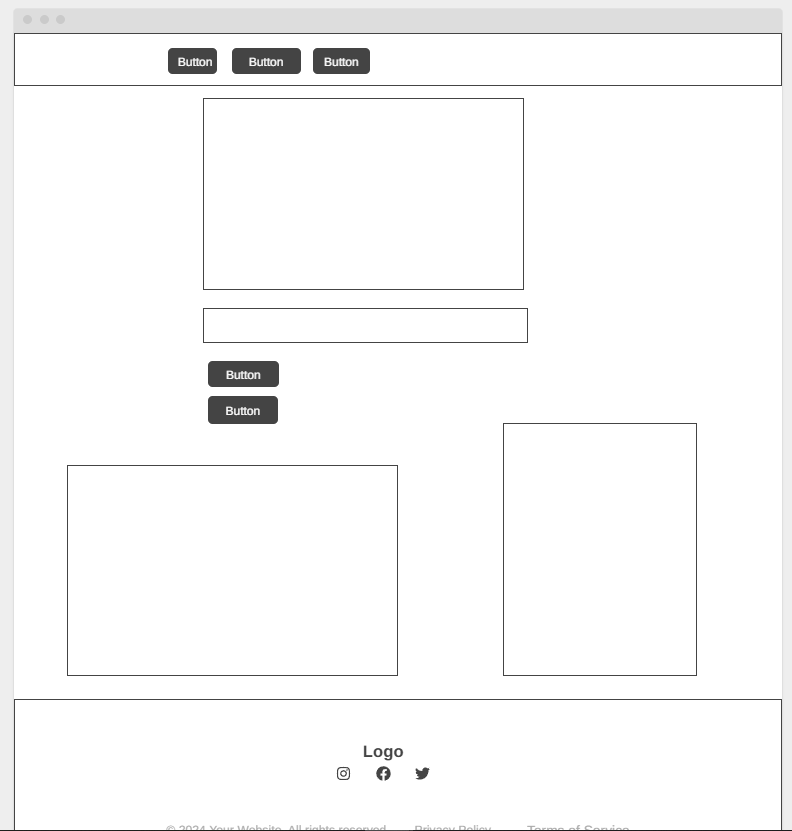 Button Button Button
Button
Button
Logo
© 2024 Your Website. All rights reserved. Privacy Policy Terms of Service